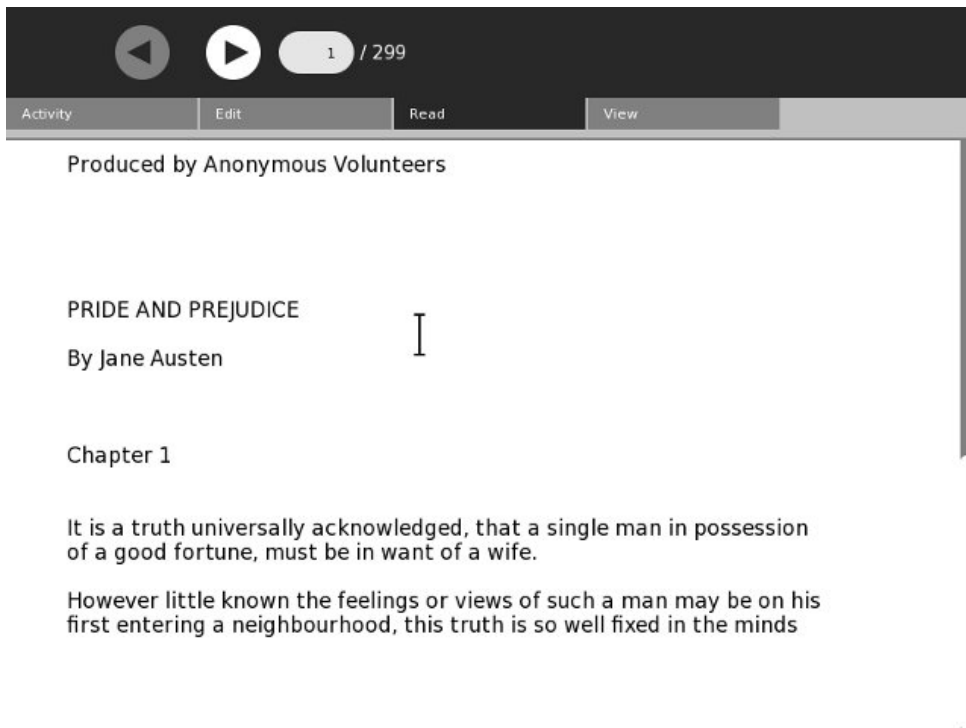 1 / 299
Activity Edit Read View
Produced by Anonymous Volunteers
PRIDE AND PREJUDICE
By Jane Austen
Chapter 1
It is a truth universally acknowledged, that a single man in possession
of a good fortune, must be in want of a wife.
However little known the feelings or views of such a man may be on his
first entering a neighbourhood, this truth is so well fixed in the minds